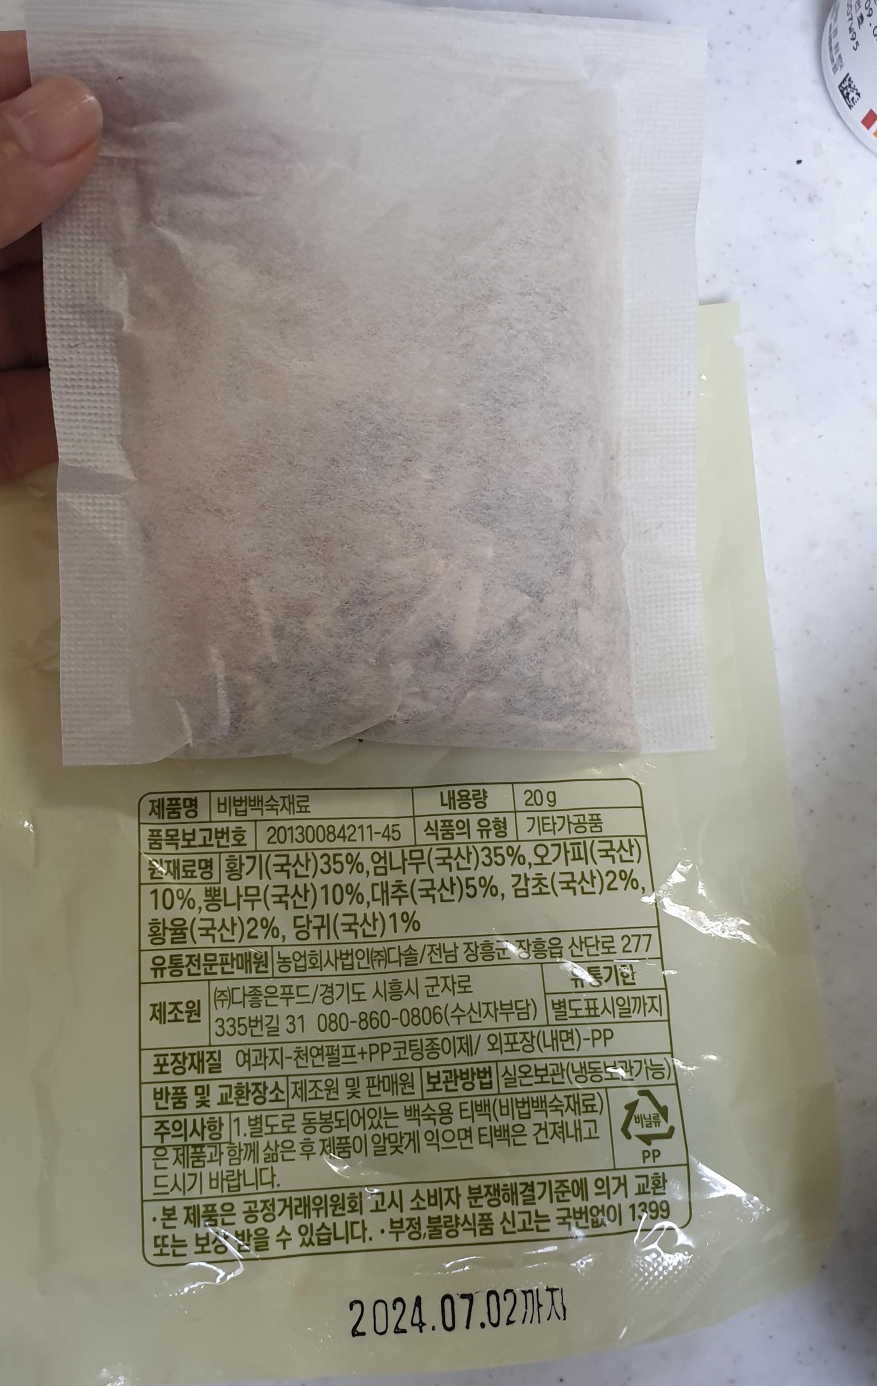 제품명 비법백숙재료 내용량 20g
품목보고번호 20130084211-45 식품의 유형 기타가공품
원재료명 황기(국산)35%,엄나무(국산)35%,오가피(국산)
10%,뽕나무(국산)10%,대추(국산)5%, 감초(국산)2%,
황율(국산)2%, 당귀(국산)1%
유통전문판매원 농업회사법인㈜다솔/전남 장흥군 장흥읍 산단로 277
제조원 ㈜다좋은푸드/경기도 시흥시 군자로 유통기한
335번길 31 080-860-0806(수신자부담) 별도표시일까지
포장재질 여과지-천연펄프+PP코팅종이제/ 외포장(내면)-PP
반품 및 교환장소 제조원 및 판매원 보관방법 실온보관(냉동보관가능)
주의사항 1.별도로 동봉되어있는 백숙용 티백(비법백숙재료)
은 제품과 함께 삶은 후 제품이 알맞게 익으면 티백은 건져내고
드시기 바랍니다.
비닐류
PP
·본 제품은 공정거래위원회 고시 소비자 분쟁해결기준에 의거 교환
또는 보상 받을 수 있습니다. ·부정,불량식품 신고는 국번없이 1399
2024.07.02까지